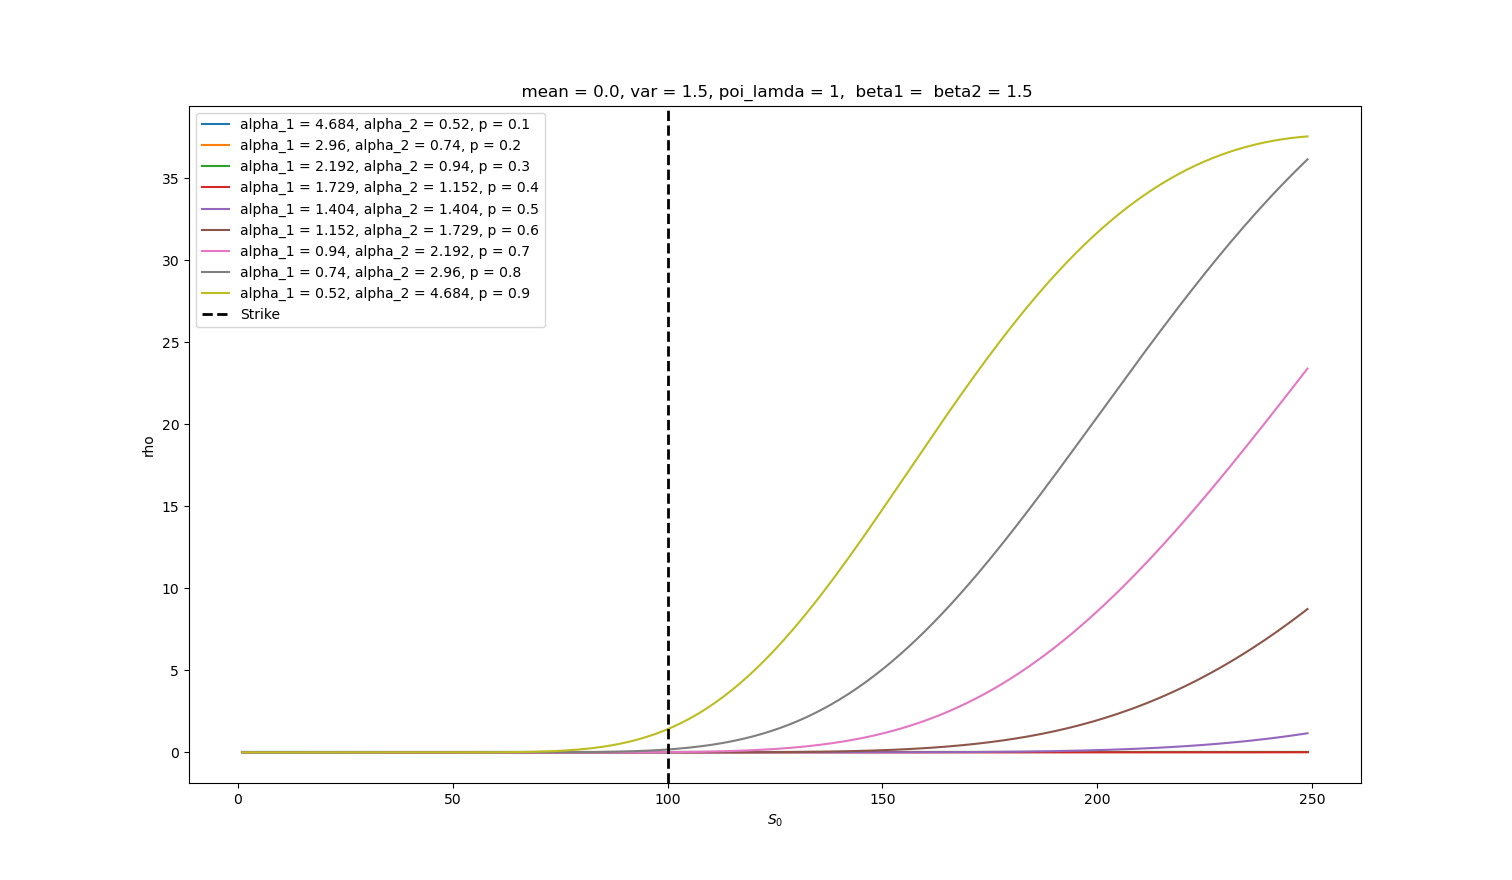 mean = 0.0, var = 1.5, poi_lamda = 1,  beta1 =  beta2 = 1.5
alpha_1 = 4.684, alpha_2 = 0.52, p = 0.1
alpha_1 = 2.96, alpha_2 = 0.74, p = 0.2
alpha_1 = 2.192, alpha_2 = 0.94, p = 0.3
alpha_1 = 1.729, alpha_2 = 1.152, p = 0.4
alpha_1 = 1.404, alpha_2 = 1.404, p = 0.5
alpha_1 = 1.152, alpha_2 = 1.729, p = 0.6
alpha_1 = 0.94, alpha_2 = 2.192, p = 0.7
alpha_1 = 0.74, alpha_2 = 2.96, p = 0.8
alpha_1 = 0.52, alpha_2 = 4.684, p = 0.9
Strike
35
30
25
20
15
10
5
0
rho
0 50 100 150 200 250
S_0